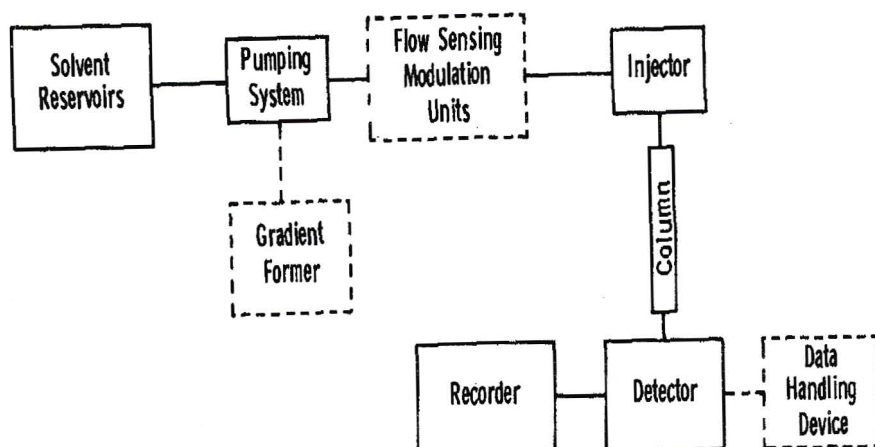 Solvent
Reservoirs
Pumping
System
Flow Sensing
Modulation
Units
Injector
Gradient
Former
Column
Recorder
Detector
Data
Handling
Device